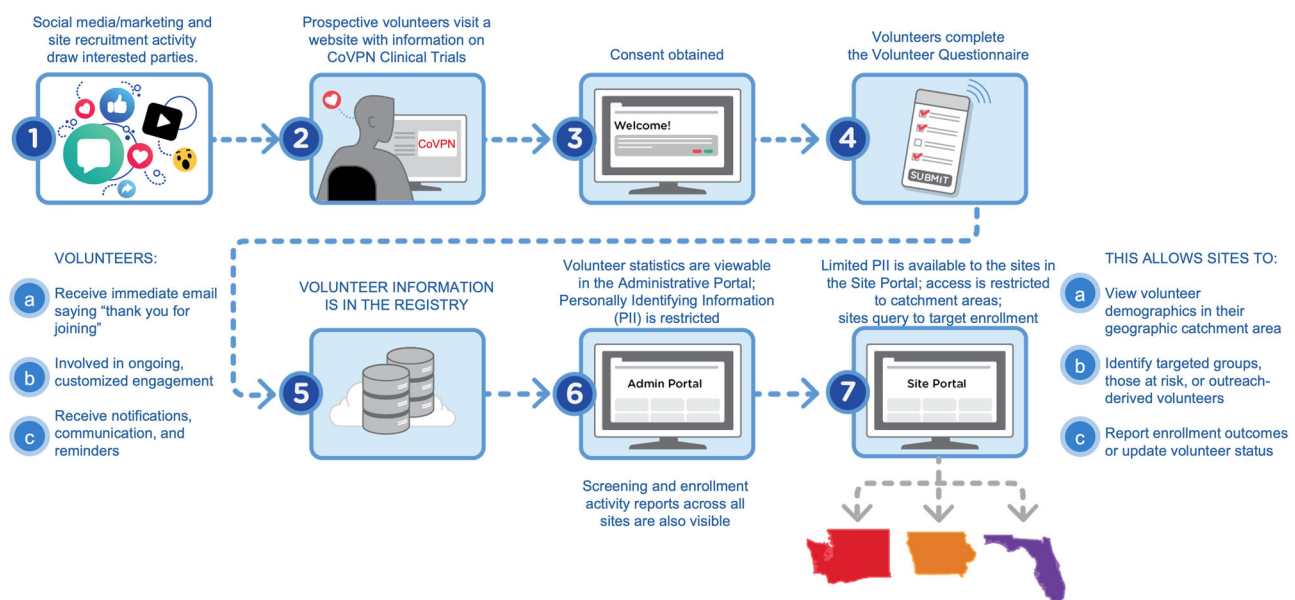 Social media/marketing and
site recruitment activity
draw interested parties.
1
Prospective volunteers visit a
website with information on
CoVPN Clinical Trials
2
CoVPN
Consent obtained
3
Welcome!
Volunteers complete
the Volunteer Questionnaire
4
SUBMIT
VOLUNTEERS:
a
Receive immediate email
saying “thank you for
joining”
b
Involved in ongoing,
customized engagement
c
Receive notifications,
communication, and
reminders
VOLUNTEER INFORMATION
IS IN THE REGISTRY
5
Volunteer statistics are viewable
in the Administrative Portal;
Personally Identifying Information
(PII) is restricted
6
Admin Portal
Screening and enrollment
activity reports across all
sites are also visible
Limited PII is available to the sites in
the Site Portal; access is restricted
to catchment areas;
sites query to target enrollment
7
Site Portal
THIS ALLOWS SITES TO:
a
View volunteer
demographics in their
geographic catchment area
b
Identify targeted groups,
those at risk, or outreach-
derived volunteers
c
Report enrollment outcomes
or update volunteer status